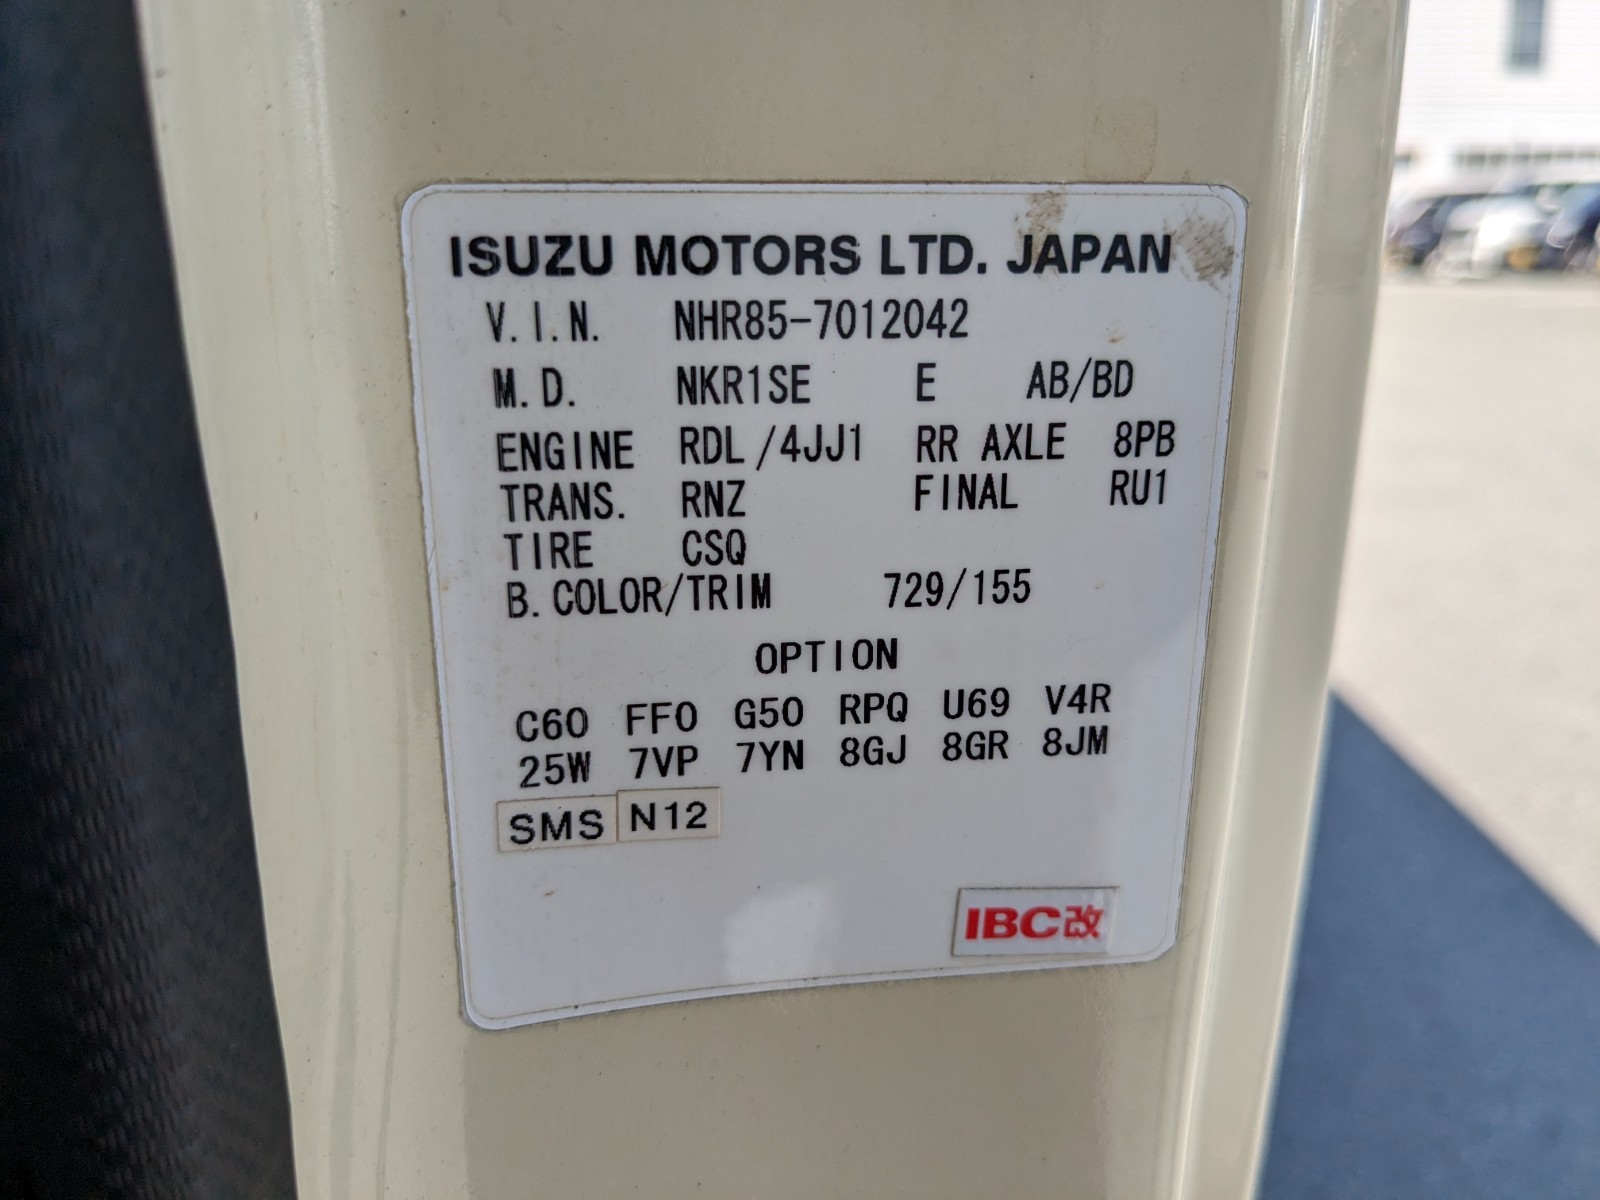 ISUZU MOTORS LTD. JAPAN
V.I.N. NHR85-7012042
M.D. NKR1SE E AB/BD
ENGINE RDL/4JJ1 RR AXLE 8PB
TRANS. RNZ FINAL RU1
TIRE CSQ
B. COLOR/TRIM 729/155
OPTION
C60 FF0 G50 RPQ U69 V4R
25W 7VP 7YN 8GJ 8GR 8JM
SMS N12
IBC改